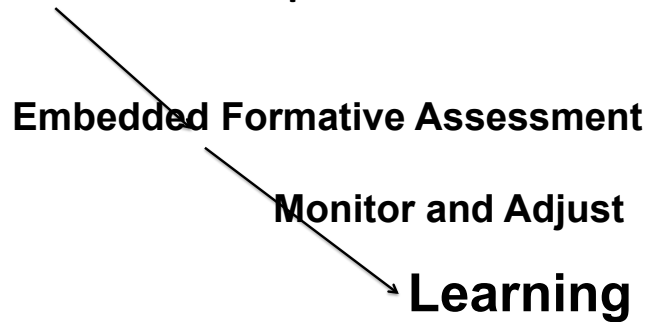 Embedded Formative Assessment
Monitor and Adjust
Learning